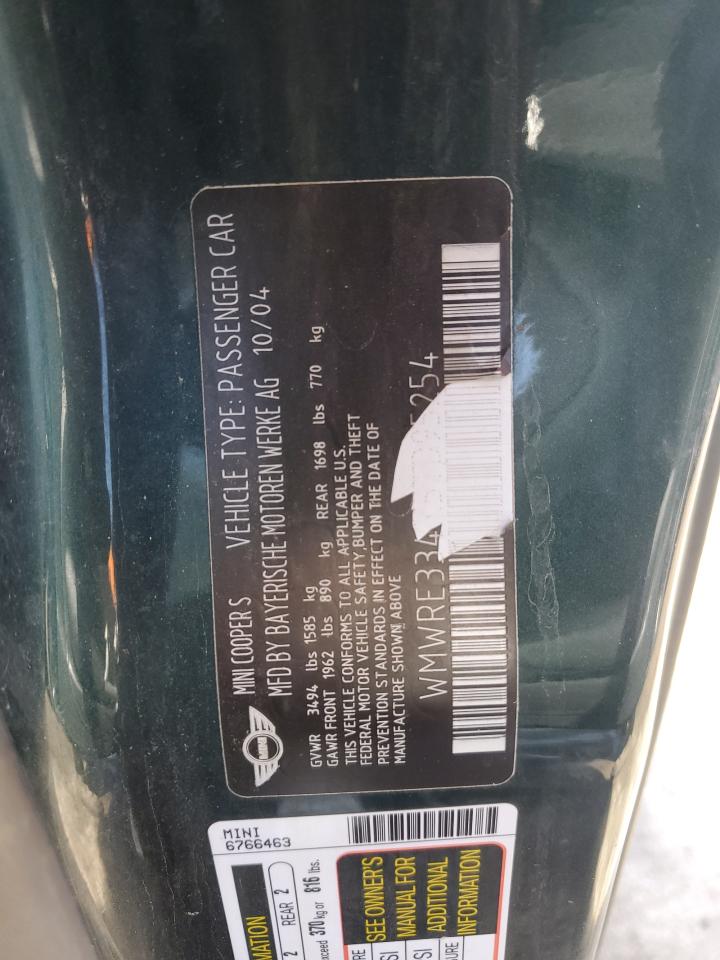 MINI COOPER S VEHICLE TYPE: PASSENGER CAR
MFD BY BAYERISCHE MOTOREN WERKE AG 10/04
GVWR 3494 lbs 1585 kg
GAWR FRONT 1962 lbs 890 kg REAR 1698 lbs 770 kg
THIS VEHICLE CONFORMS TO ALL APPLICABLE U.S.
FEDERAL MOTOR VEHICLE SAFETY, BUMPER AND THEFT
PREVENTION STANDARDS IN EFFECT ON THE DATE OF
MANUFACTURE SHOWN ABOVE
MINI
6766463
2 REAR 2
370 kg or 816 lbs.
SEE OWNER'S
MANUAL FOR
ADDITIONAL
INFORMATION